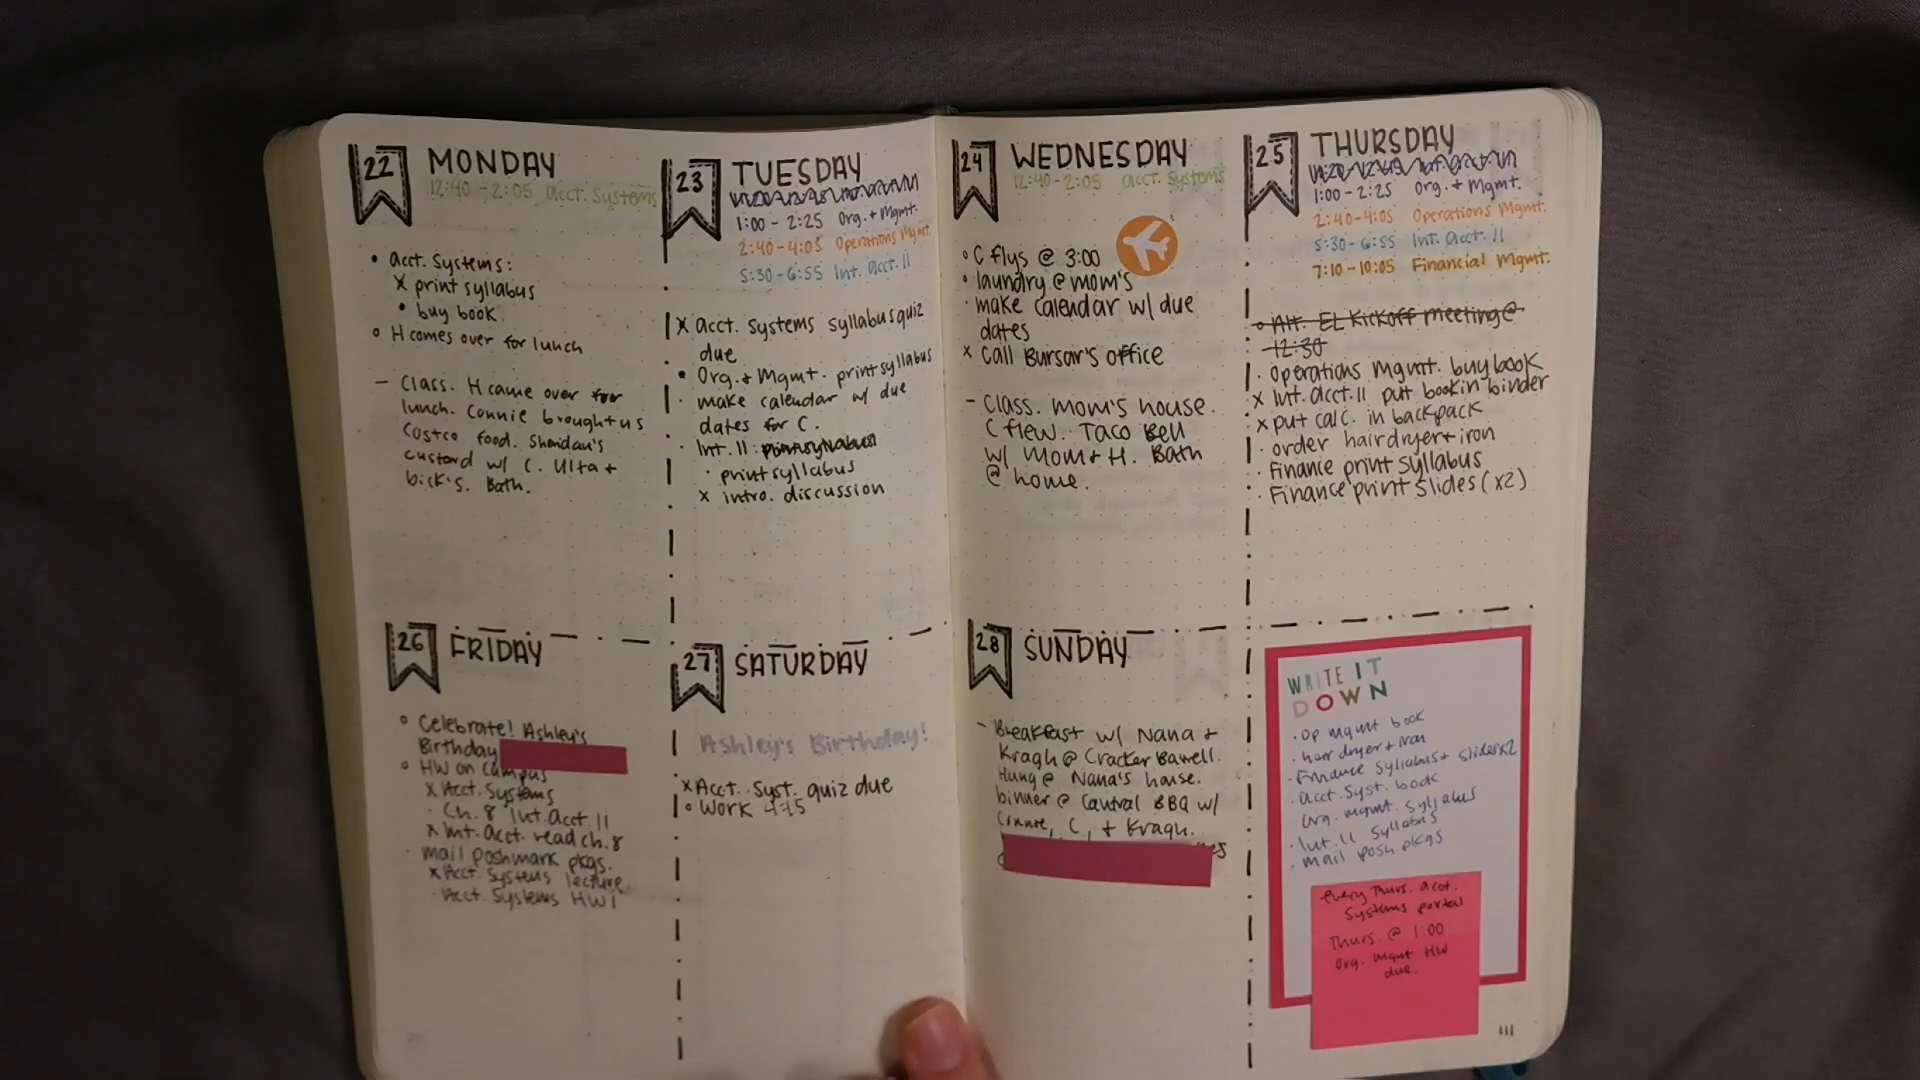 22 MONDAY
12:40 - 2:05 Acct. Systems
• acct. systems:
X print syllabus
• buy book
o H comes over for lunch
- Class. H came over for
lunch. Connie brought us
Costco food. Sheridan's
custard w/ C. Ulta +
Dick's. Bath.
23 TUESDAY
1:00 - 2:25 Org. + Mgmt.
2:40 - 4:05 Operations Mgmt.
5:30 - 6:55 Int. Acct. II
X acct. systems syllabus quiz
due
• Org. + Mgmt. print syllabus
· make calendar w/ due
dates for C.
· Int. II:
· print syllabus
X intro. discussion
24 WEDNESDAY
12:40 - 2:05 acct. Systems
o C flys @ 3:00
o laundry @ mom's
· make calendar w/ due
dates
X Call Bursar's office
- Class. Mom's house.
C flew. Taco Bell
w/ Mom + H. Bath
@ home.
25 THURSDAY
1:00 - 2:25 Org. + Mgmt.
2:40 - 4:05 Operations Mgmt.
5:30 - 6:55 Int. Acct. II
7:10 - 10:05 Financial Mgmt.
o Alt. EL Kickoff meeting @
12:30
· Operations Mgmt. buy book
X Int. Acct. II put book in binder
X put calc. in backpack
· order hairdryer + iron
· Finance print syllabus
· Finance print slides (x2)
26 FRIDAY
o Celebrate! Ashley's
Birthday
o HW on campus
X Acct. Systems
· Ch. 8 Int. Acct. II
X Int. Acct. read ch. 8
· mail poshmark pkgs.
X Acct. Systems lecture
· Acct. Systems HW 1
27 SATURDAY
Ashley's Birthday!
X Acct. Syst. quiz due
o Work
28 SUNDAY
- Breakfast w/ Nana +
Kragh @ Cracker Barrell.
Hung @ Nana's house.
Dinner @ Central BBQ w/
Connie, C, + Kragh.
WRITE IT
DOWN
· Op mgmt book
· hair dryer + iron
· Finance syllabus + slides x2
· acct. syst. book
· Org. mgmt. Syllabus
· Int. II Syllabus
· mail posh. pkgs
every Thurs. acct.
Systems portal
Thurs. @ 1:00
Org. mgmt HW
due.
111